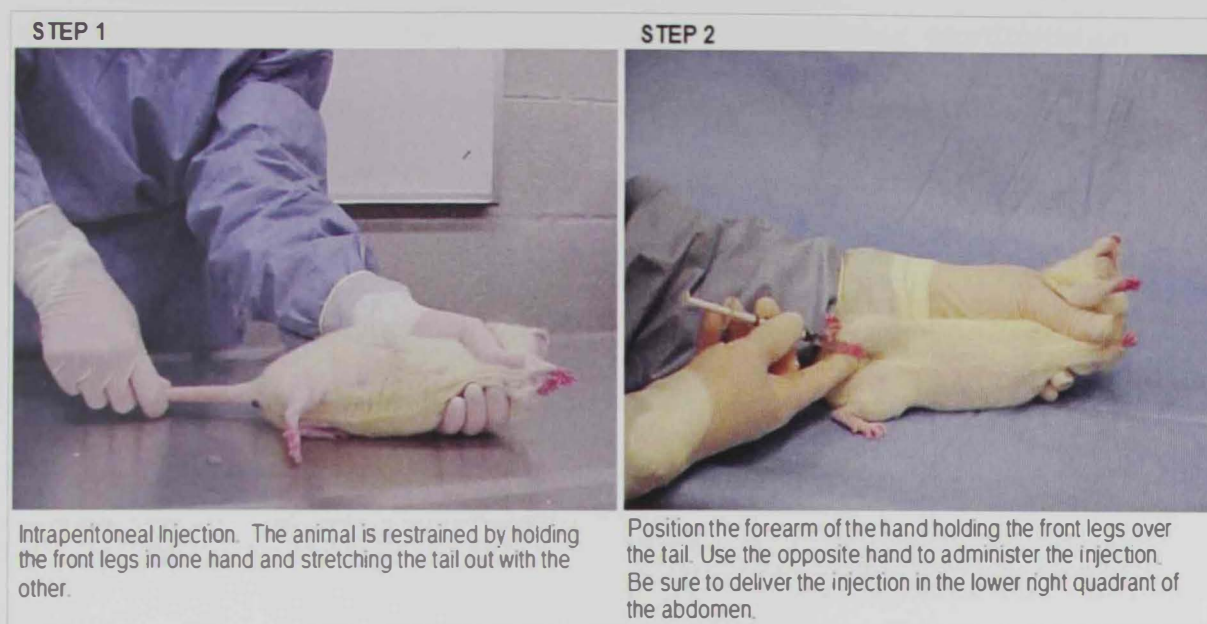 STEP 1
Intraperitoneal Injection. The animal is restrained by holding
the front legs in one hand and stretching the tail out with the
other.
STEP 2
Position the forearm of the hand holding the front legs over
the tail. Use the opposite hand to administer the injection.
Be sure to deliver the injection in the lower right quadrant of
the abdomen.